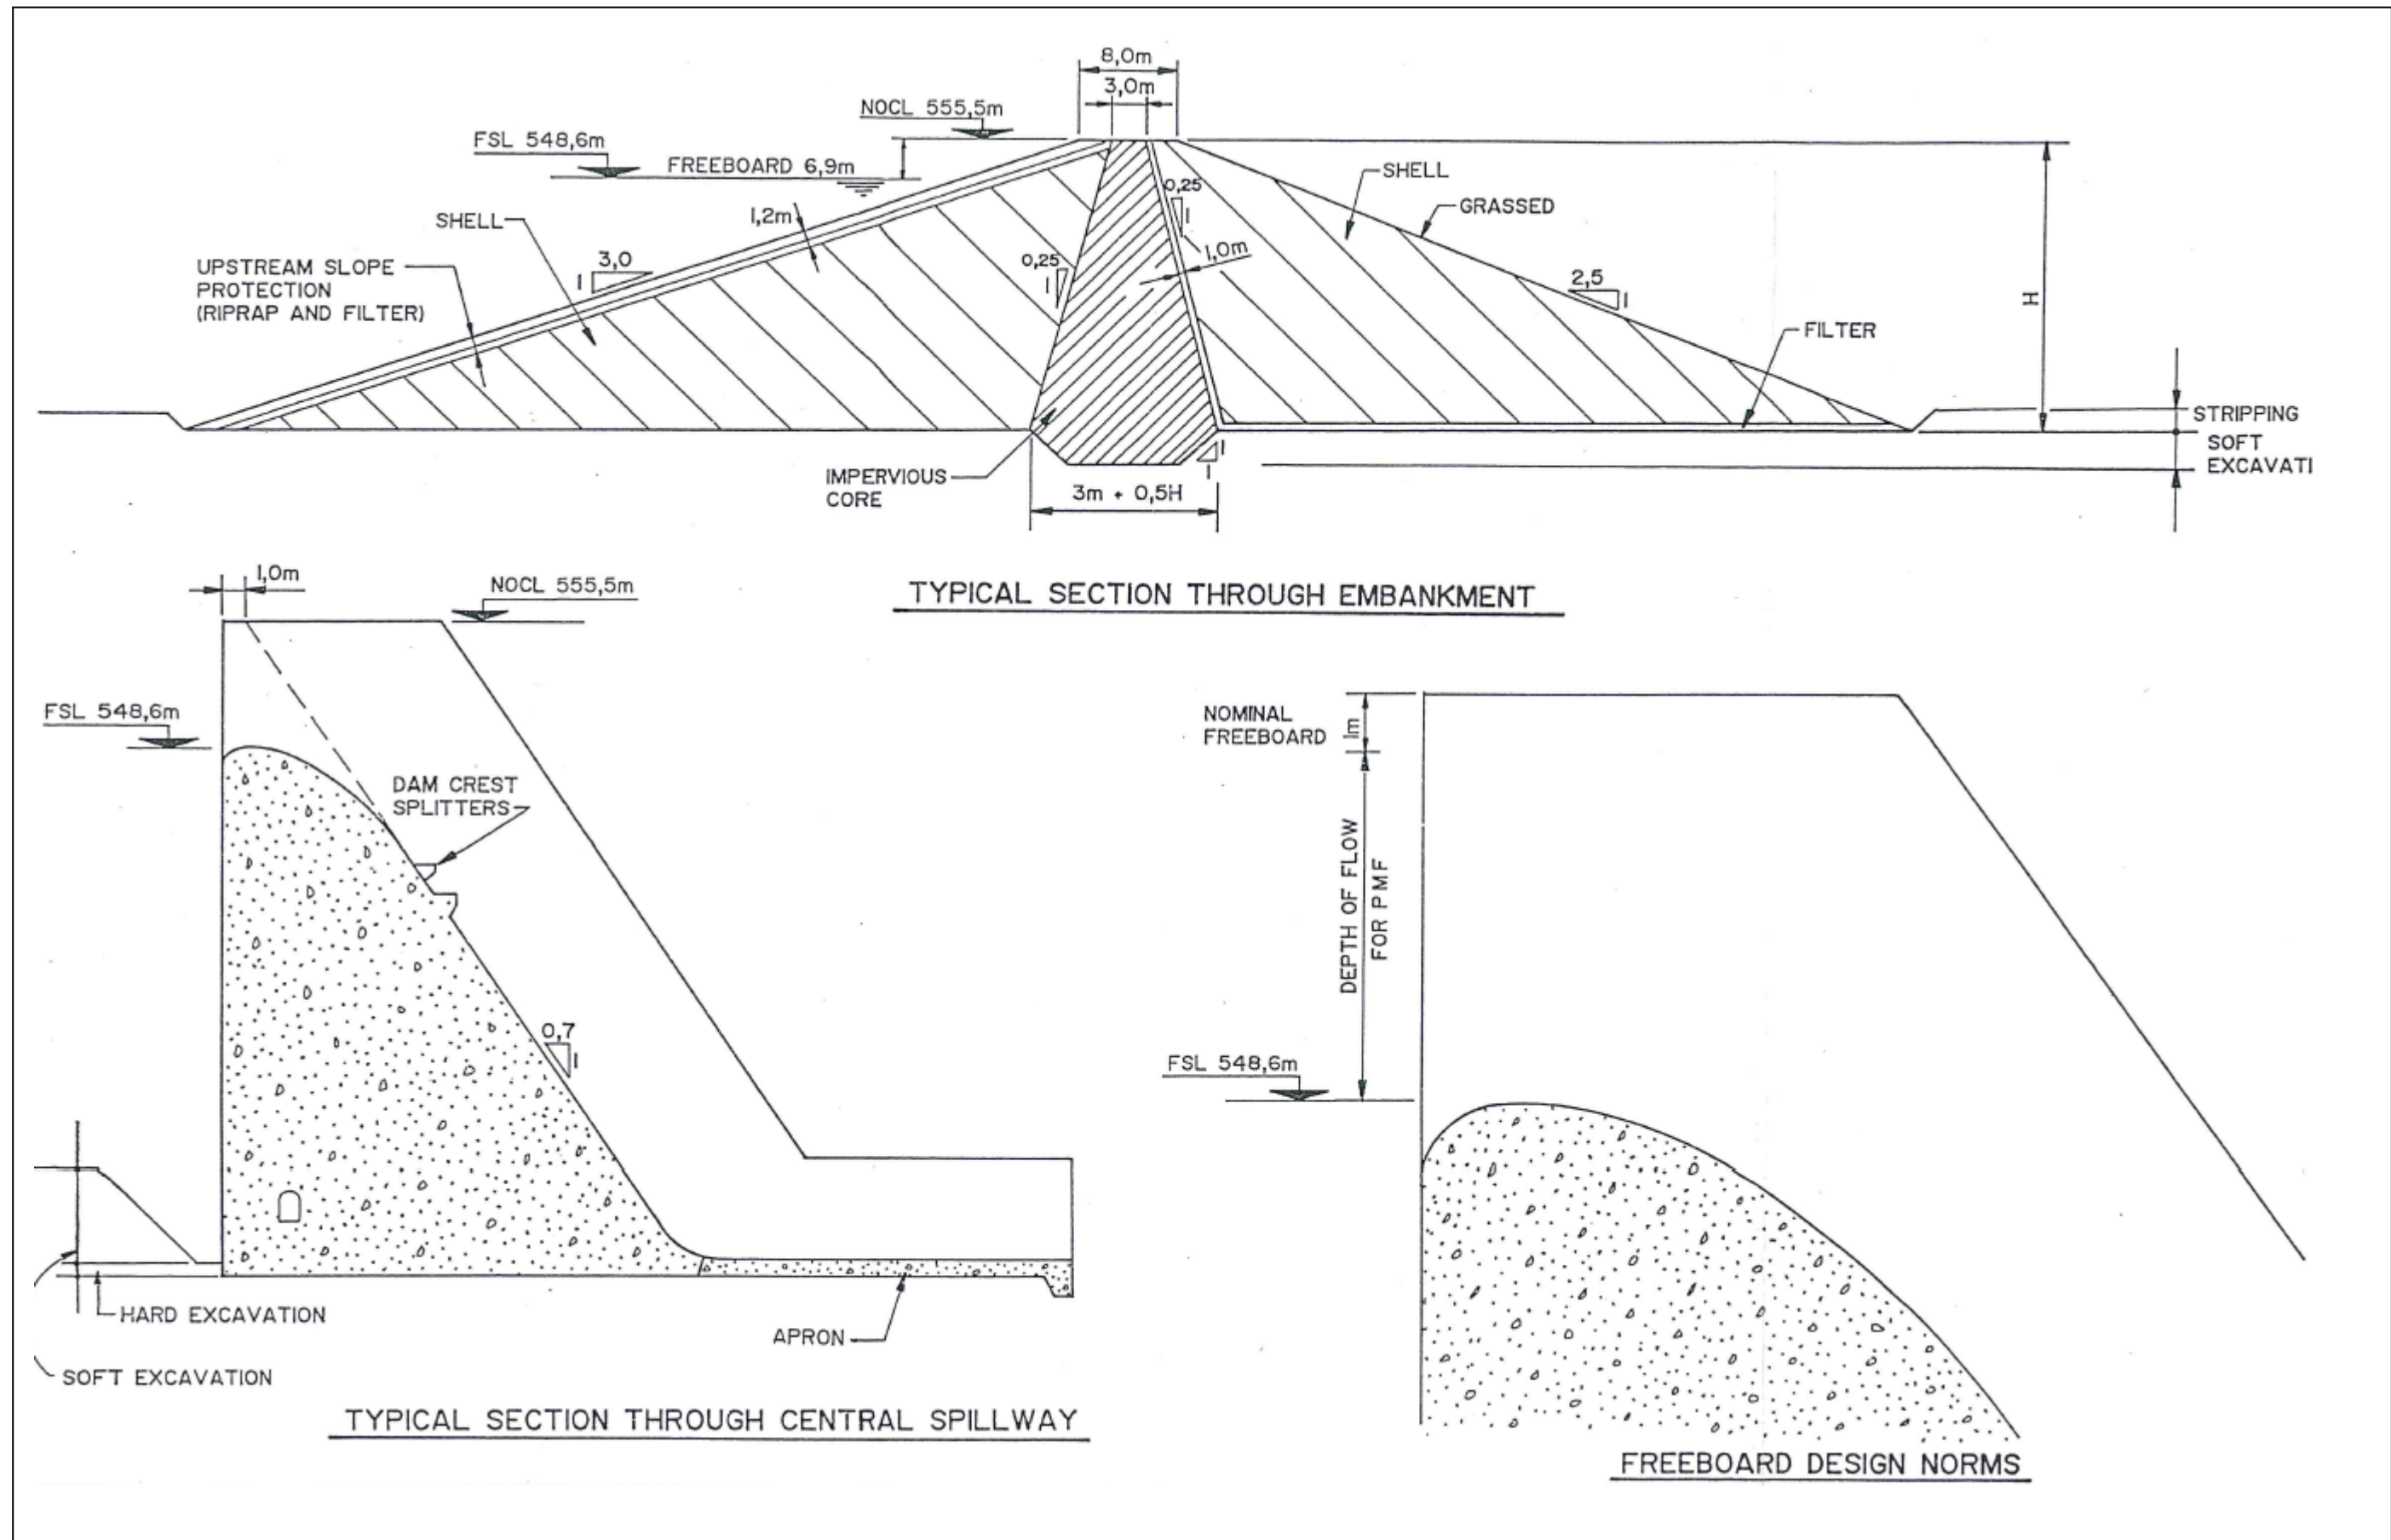 8,0m
3,0m
NOCL 555,5m
FSL 548,6m
FREEBOARD 6,9m
SHELL
0,25
1
GRASSED
SHELL
1,2m
1,0m
UPSTREAM SLOPE
PROTECTION
(RIPRAP AND FILTER)
3,0
1
0,25
1
2,5
1
H
FILTER
STRIPPING
SOFT
EXCAVATI
IMPERVIOUS
CORE
1
1
3m + 0,5H
TYPICAL SECTION THROUGH EMBANKMENT
1,0m
NOCL 555,5m
FSL 548,6m
DAM CREST
SPLITTERS
0,7
1
HARD EXCAVATION
APRON
SOFT EXCAVATION
TYPICAL SECTION THROUGH CENTRAL SPILLWAY
NOMINAL
FREEBOARD
1m
DEPTH OF FLOW
FOR PMF
FSL 548,6m
FREEBOARD DESIGN NORMS